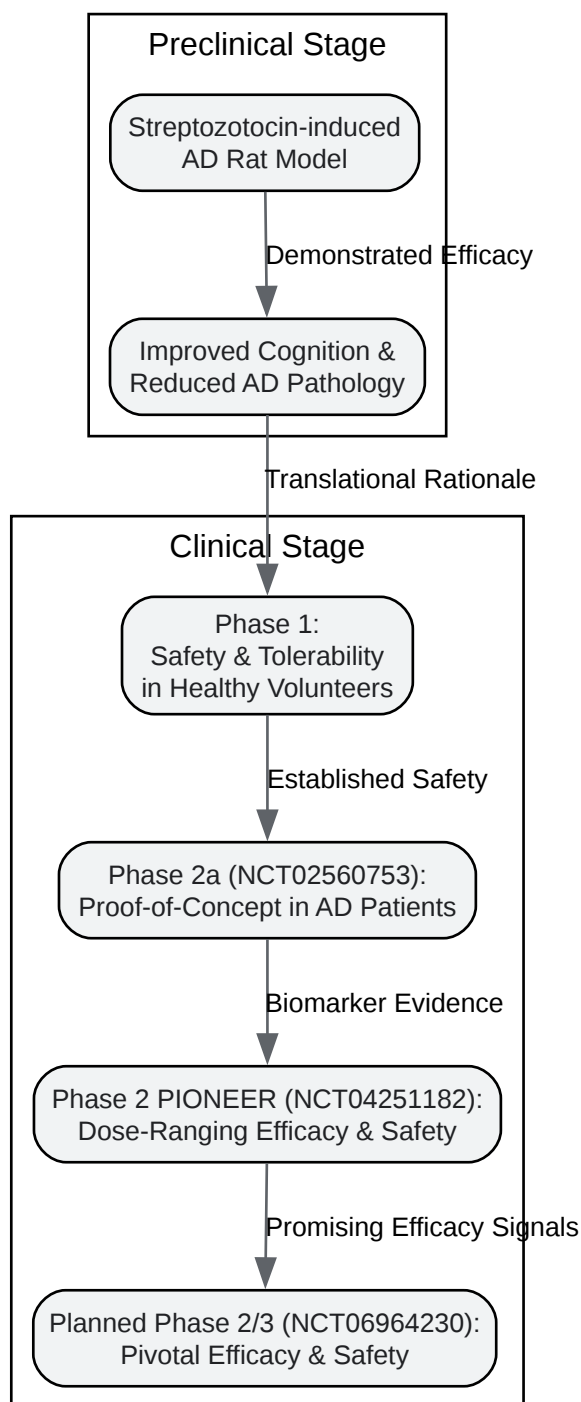 Preclinical Stage
Streptozotocin-induced
AD Rat Model
Demonstrated Efficacy
Improved Cognition &
Reduced AD Pathology
Translational Rationale
Clinical Stage
Phase 1:
Safety & Tolerability
in Healthy Volunteers
Established Safety
Phase 2a (NCT02560753):
Proof-of-Concept in AD Patients
Biomarker Evidence
Phase 2 PIONEER (NCT04251182):
Dose-Ranging Efficacy & Safety
Promising Efficacy Signals
Planned Phase 2/3 (NCT06964230):
Pivotal Efficacy & Safety